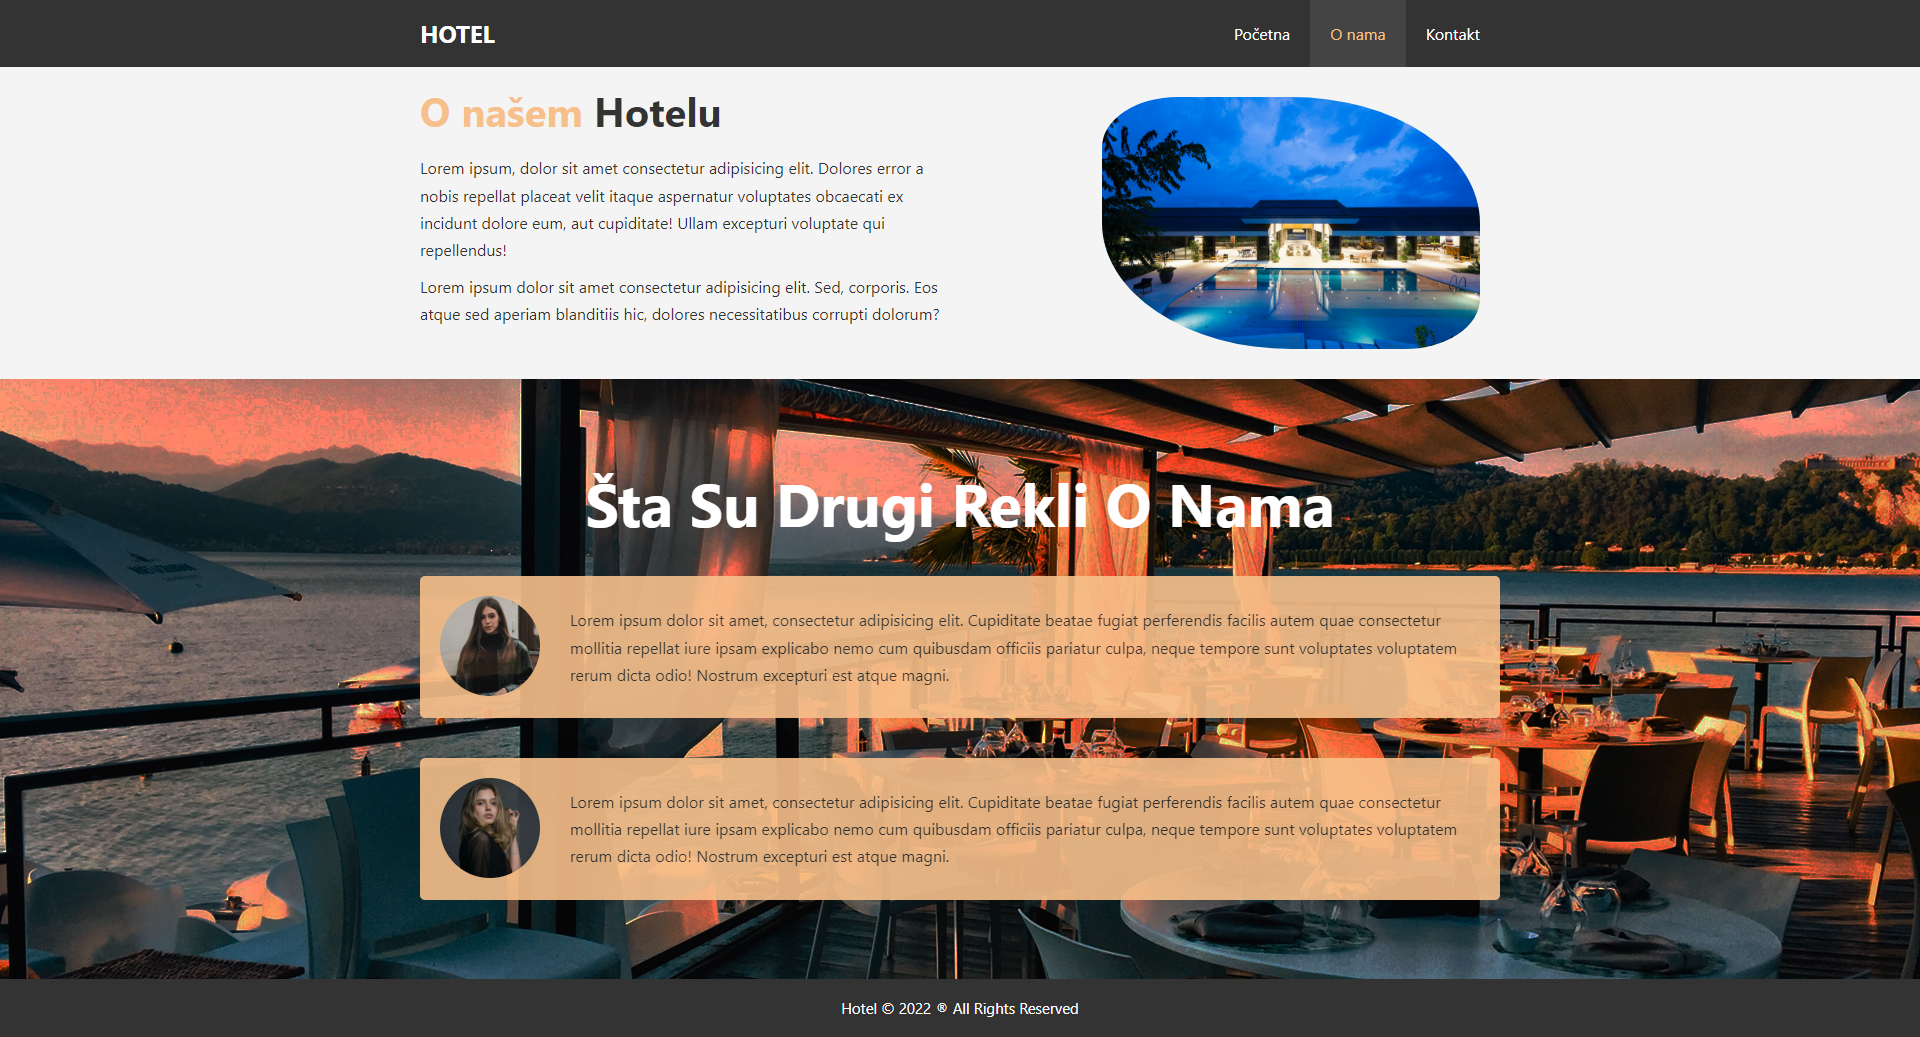 HOTEL
Početna
O nama
Kontakt
O našem Hotelu
Lorem ipsum, dolor sit amet consectetur adipisicing elit. Dolores error a
nobis repellat placeat velit itaque aspernatur voluptates obcaecati ex
incidunt dolore eum, aut cupiditate! Ullam excepturi voluptate qui
repellendus!
Lorem ipsum dolor sit amet consectetur adipisicing elit. Sed, corporis. Eos
atque sed aperiam blanditiis hic, dolores necessitatibus corrupti dolorum?
Šta Su Drugi Rekli O Nama
Lorem ipsum dolor sit amet, consectetur adipisicing elit. Cupiditate beatae fugiat perferendis facilis autem quae consectetur
mollitia repellat iure ipsam explicabo nemo cum quibusdam officiis pariatur culpa, neque tempore sunt voluptates voluptatem
rerum dicta odio! Nostrum excepturi est atque magni.
Lorem ipsum dolor sit amet, consectetur adipisicing elit. Cupiditate beatae fugiat perferendis facilis autem quae consectetur
mollitia repellat iure ipsam explicabo nemo cum quibusdam officiis pariatur culpa, neque tempore sunt voluptates voluptatem
rerum dicta odio! Nostrum excepturi est atque magni.
Hotel © 2022 ® All Rights Reserved